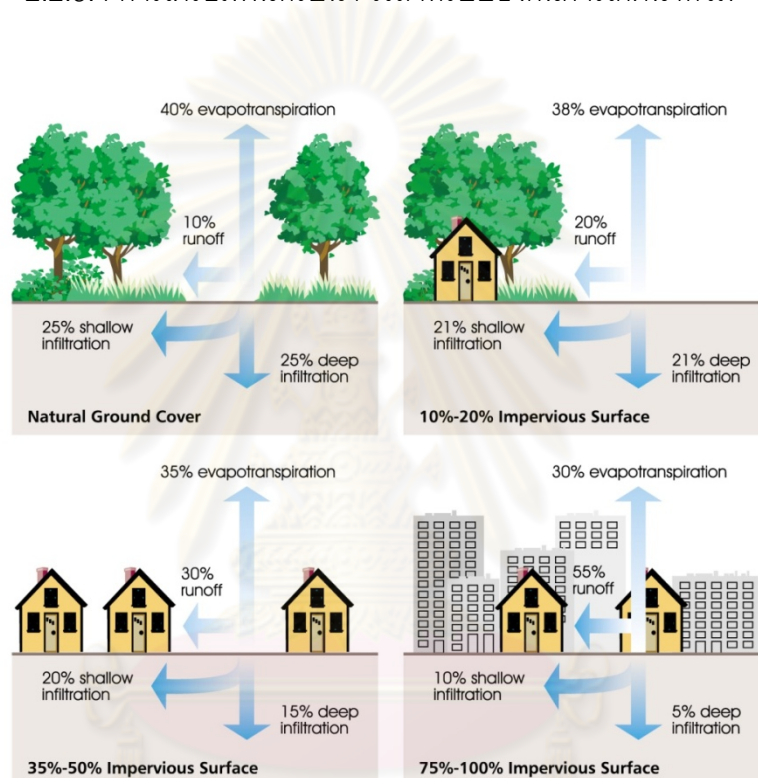 40% evapotranspiration
10%
runoff
25% shallow
infiltration
25% deep
infiltration
Natural Ground Cover
38% evapotranspiration
20%
runoff
21% shallow
infiltration
21% deep
infiltration
10%-20% Impervious Surface
35% evapotranspiration
30%
runoff
20% shallow
infiltration
15% deep
infiltration
35%-50% Impervious Surface
30% evapotranspiration
55%
runoff
10% shallow
infiltration
5% deep
infiltration
75%-100% Impervious Surface